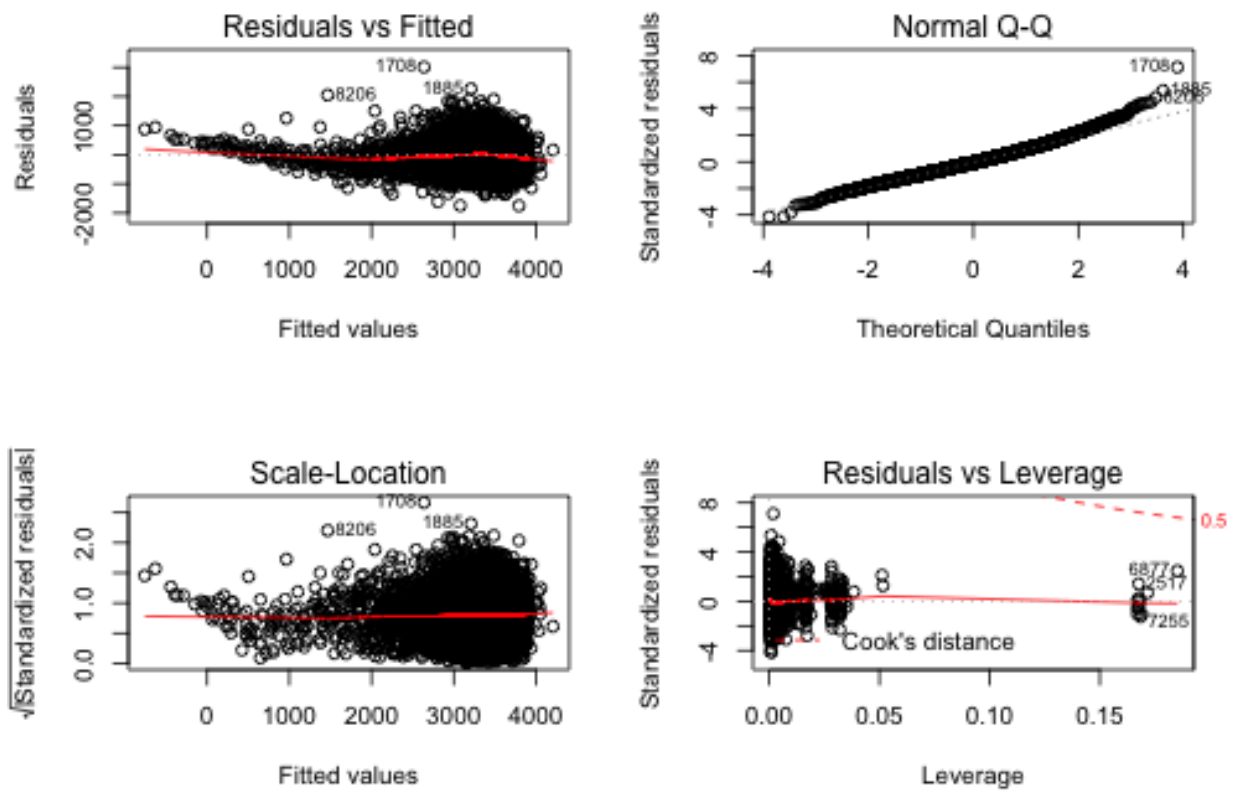 Residuals vs Fitted
Residuals
1000
-2000
1708
8206
1885
0 1000 2000 3000 4000
Fitted values
Normal Q-Q
Standardized residuals
8
4
0
-4
1708
1885
8206
-4 -2 0 2 4
Theoretical Quantiles
Scale-Location
√|Standardized residuals|
2.0
1.0
0.0
1708
8206
1885
0 1000 2000 3000 4000
Fitted values
Residuals vs Leverage
Standardized residuals
8
4
0
-4
0.5
6877
2517
7255
Cook's distance
0.00 0.05 0.10 0.15
Leverage